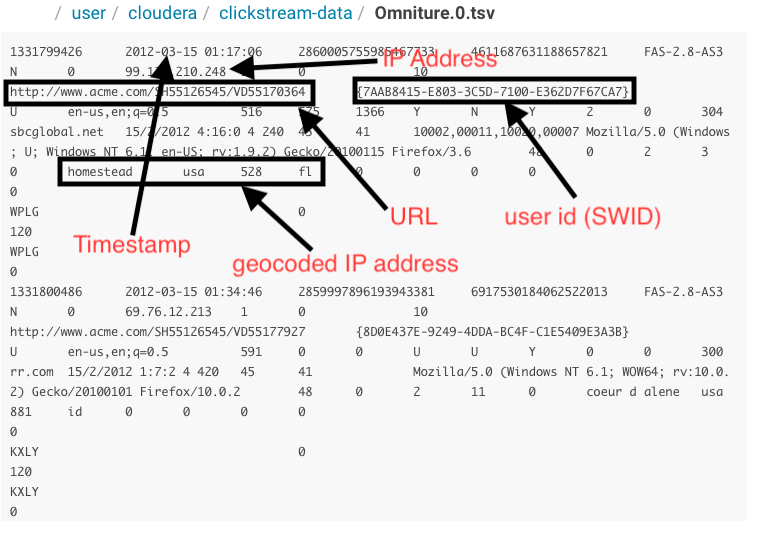 / user / cloudera / clickstream-data / Omniture.0.tsv
1331799426 2012-03-15 01:17:06 4611687631188657821 FAS-2.8-AS3
N 0 210.248 0 10
IP Address
http://www.acme.com/SH55126545/VD55170364 {7AAB8415-E803-3C5D-7100-E362D7F67CA7}
U en-us,en;q=0.5 516 575 1366 Y N Y 2 0 304
sbcglobal.net 15/2/2012 4:16:0 4 240 45 41 10002,00011,10020,00007 Mozilla/5.0 (Windows
; U; Windows NT 6.1; en-US; rv:1.9.2) Gecko/20100115 Firefox/3.6 48 0 2 3
0 homestead usa 528 fl 0 0 0 0
0
WPLG 0
URL
user id (SWID)
120
Timestamp
WPLG
geocoded IP address
0
1331800486 2012-03-15 01:34:46 2859997896193943381 6917530184062522013 FAS-2.8-AS3
N 0 69.76.12.213 1 0 10
http://www.acme.com/SH55126545/VD55177927 {8D0E437E-9249-4DDA-BC4F-C1E5409E3A3B}
U en-us,en;q=0.5 591 0 0 U U Y 0 0 300
rr.com 15/2/2012 1:7:2 4 420 45 41 Mozilla/5.0 (Windows NT 6.1; WOW64; rv:10.0.
2) Gecko/20100101 Firefox/10.0.2 48 0 2 11 0 coeur d alene usa
881 id 0 0 0 0
0
KXLY 0
120
KXLY
0